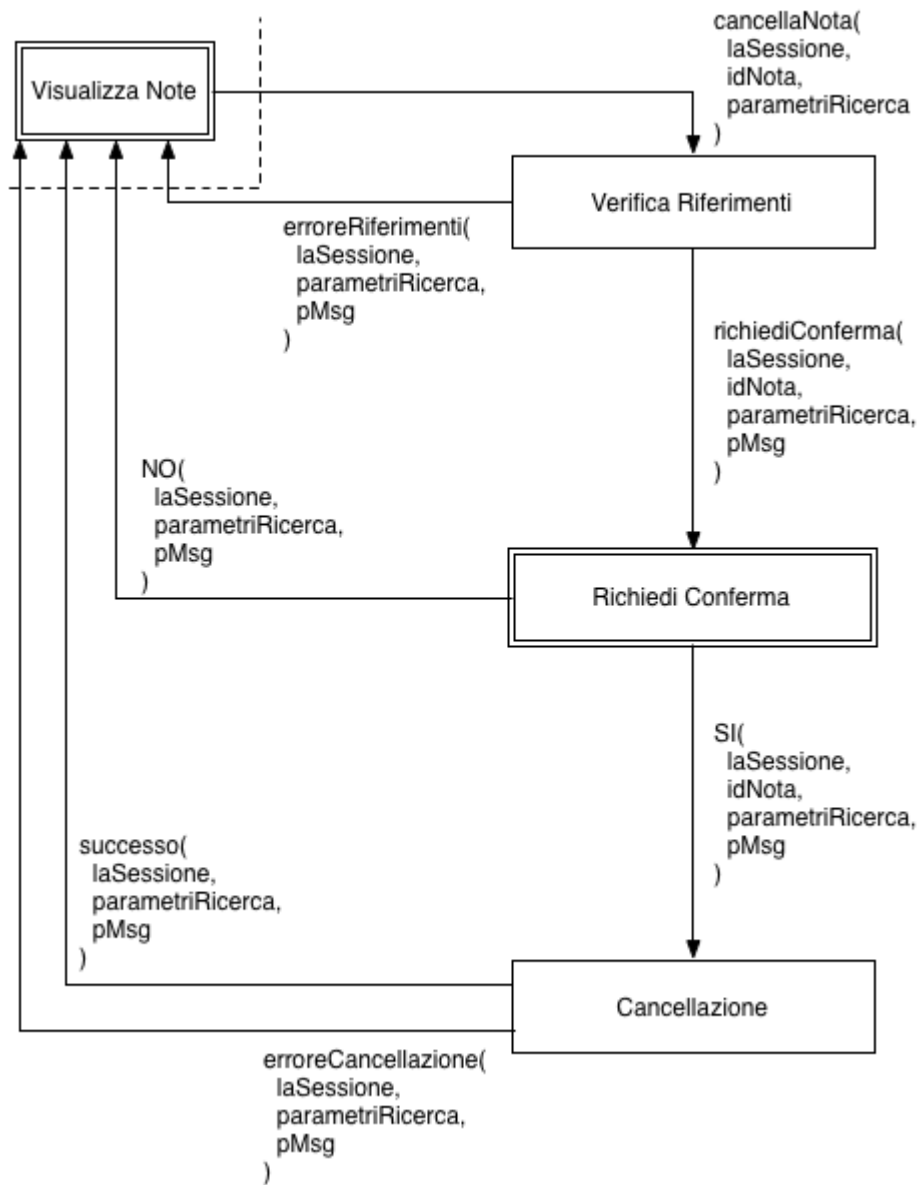 cancellaNota(
laSessione,
idNota,
parametriRicerca
)
Visualizza Note
Verifica Riferimenti
erroreRiferimenti(
laSessione,
parametriRicerca,
pMsg
)
richiediConferma(
laSessione,
idNota,
parametriRicerca,
pMsg
)
NO(
laSessione,
parametriRicerca,
pMsg
)
Richiedi Conferma
SI(
laSessione,
idNota,
parametriRicerca,
pMsg
)
successo(
laSessione,
parametriRicerca,
pMsg
)
Cancellazione
erroreCancellazione(
laSessione,
parametriRicerca,
pMsg
)